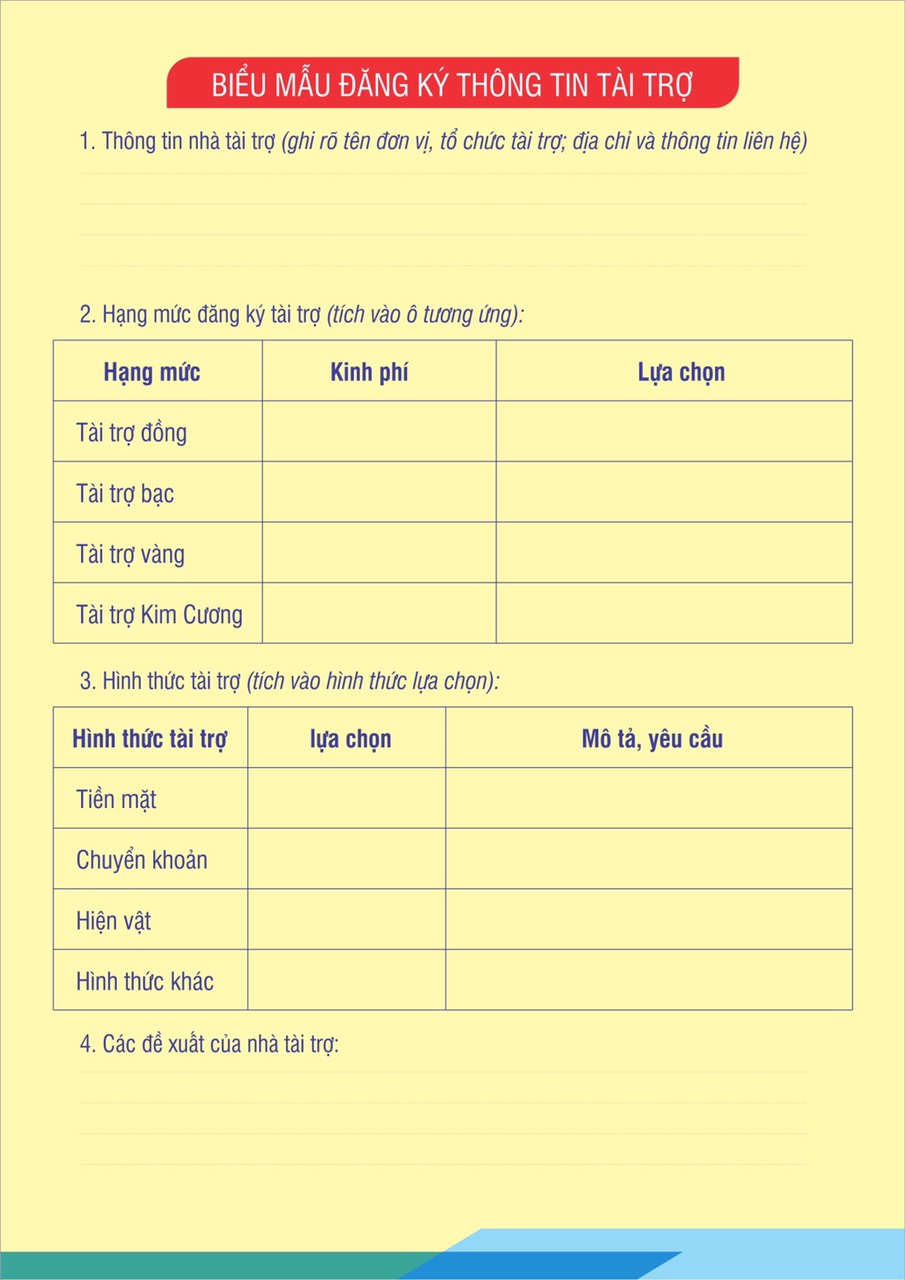 BIỂU MẪU ĐĂNG KÝ THÔNG TIN TÀI TRỢ
1. Thông tin nhà tài trợ (ghi rõ tên đơn vị, tổ chức tài trợ; địa chỉ và thông tin liên hệ)
2. Hạng mức đăng ký tài trợ (tích vào ô tương ứng):
Hạng mức Kinh phí Lựa chọn
Tài trợ đồng
Tài trợ bạc
Tài trợ vàng
Tài trợ Kim Cương
3. Hình thức tài trợ (tích vào hình thức lựa chọn):
Hình thức tài trợ lựa chọn Mô tả, yêu cầu
Tiền mặt
Chuyển khoản
Hiện vật
Hình thức khác
4. Các đề xuất của nhà tài trợ: